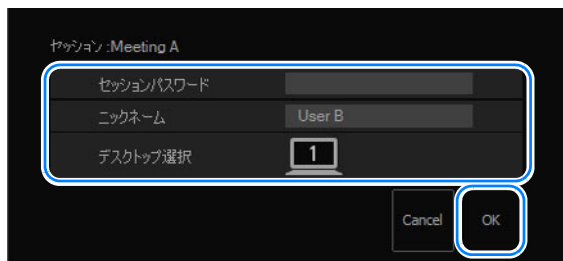 セッション :Meeting A
セッションパスワード
ニックネーム User B
デスクトップ選択 1
Cancel OK